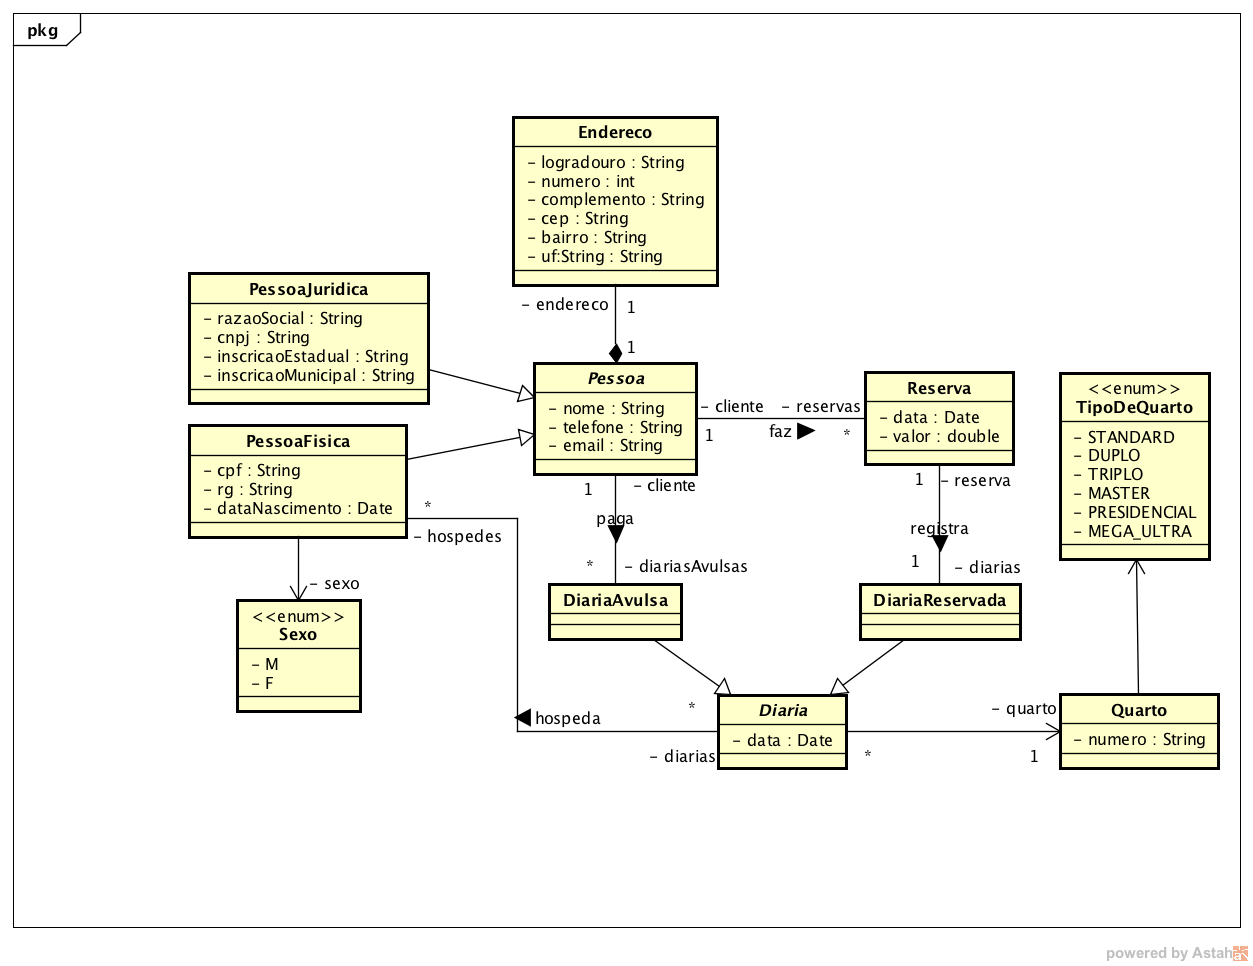 pkg
Endereco
- logradouro : String
- numero : int
- complemento : String
- cep : String
- bairro : String
- uf:String : String
- endereco
1
1
PessoaJuridica
- razaoSocial : String
- cnpj : String
- inscricaoEstadual : String
- inscricaoMunicipal : String
Pessoa
- nome : String
- telefone : String
- email : String
- cliente
- reservas
1
faz
*
Reserva
- data : Date
- valor : double
<<enum>>
TipoDeQuarto
- STANDARD
- DUPLO
- TRIPLO
- MASTER
- PRESIDENCIAL
- MEGA_ULTRA
PessoaFisica
- cpf : String
- rg : String
- dataNascimento : Date
*
- hospedes
1
- cliente
paga
*
- diariasAvulsas
1
- reserva
registra
1
- diarias
- sexo
<<enum>>
Sexo
- M
- F
DiariaAvulsa
DiariaReservada
*
hospeda
- diarias
Diaria
- data : Date
*
- quarto
1
Quarto
- numero : String
powered by Astah